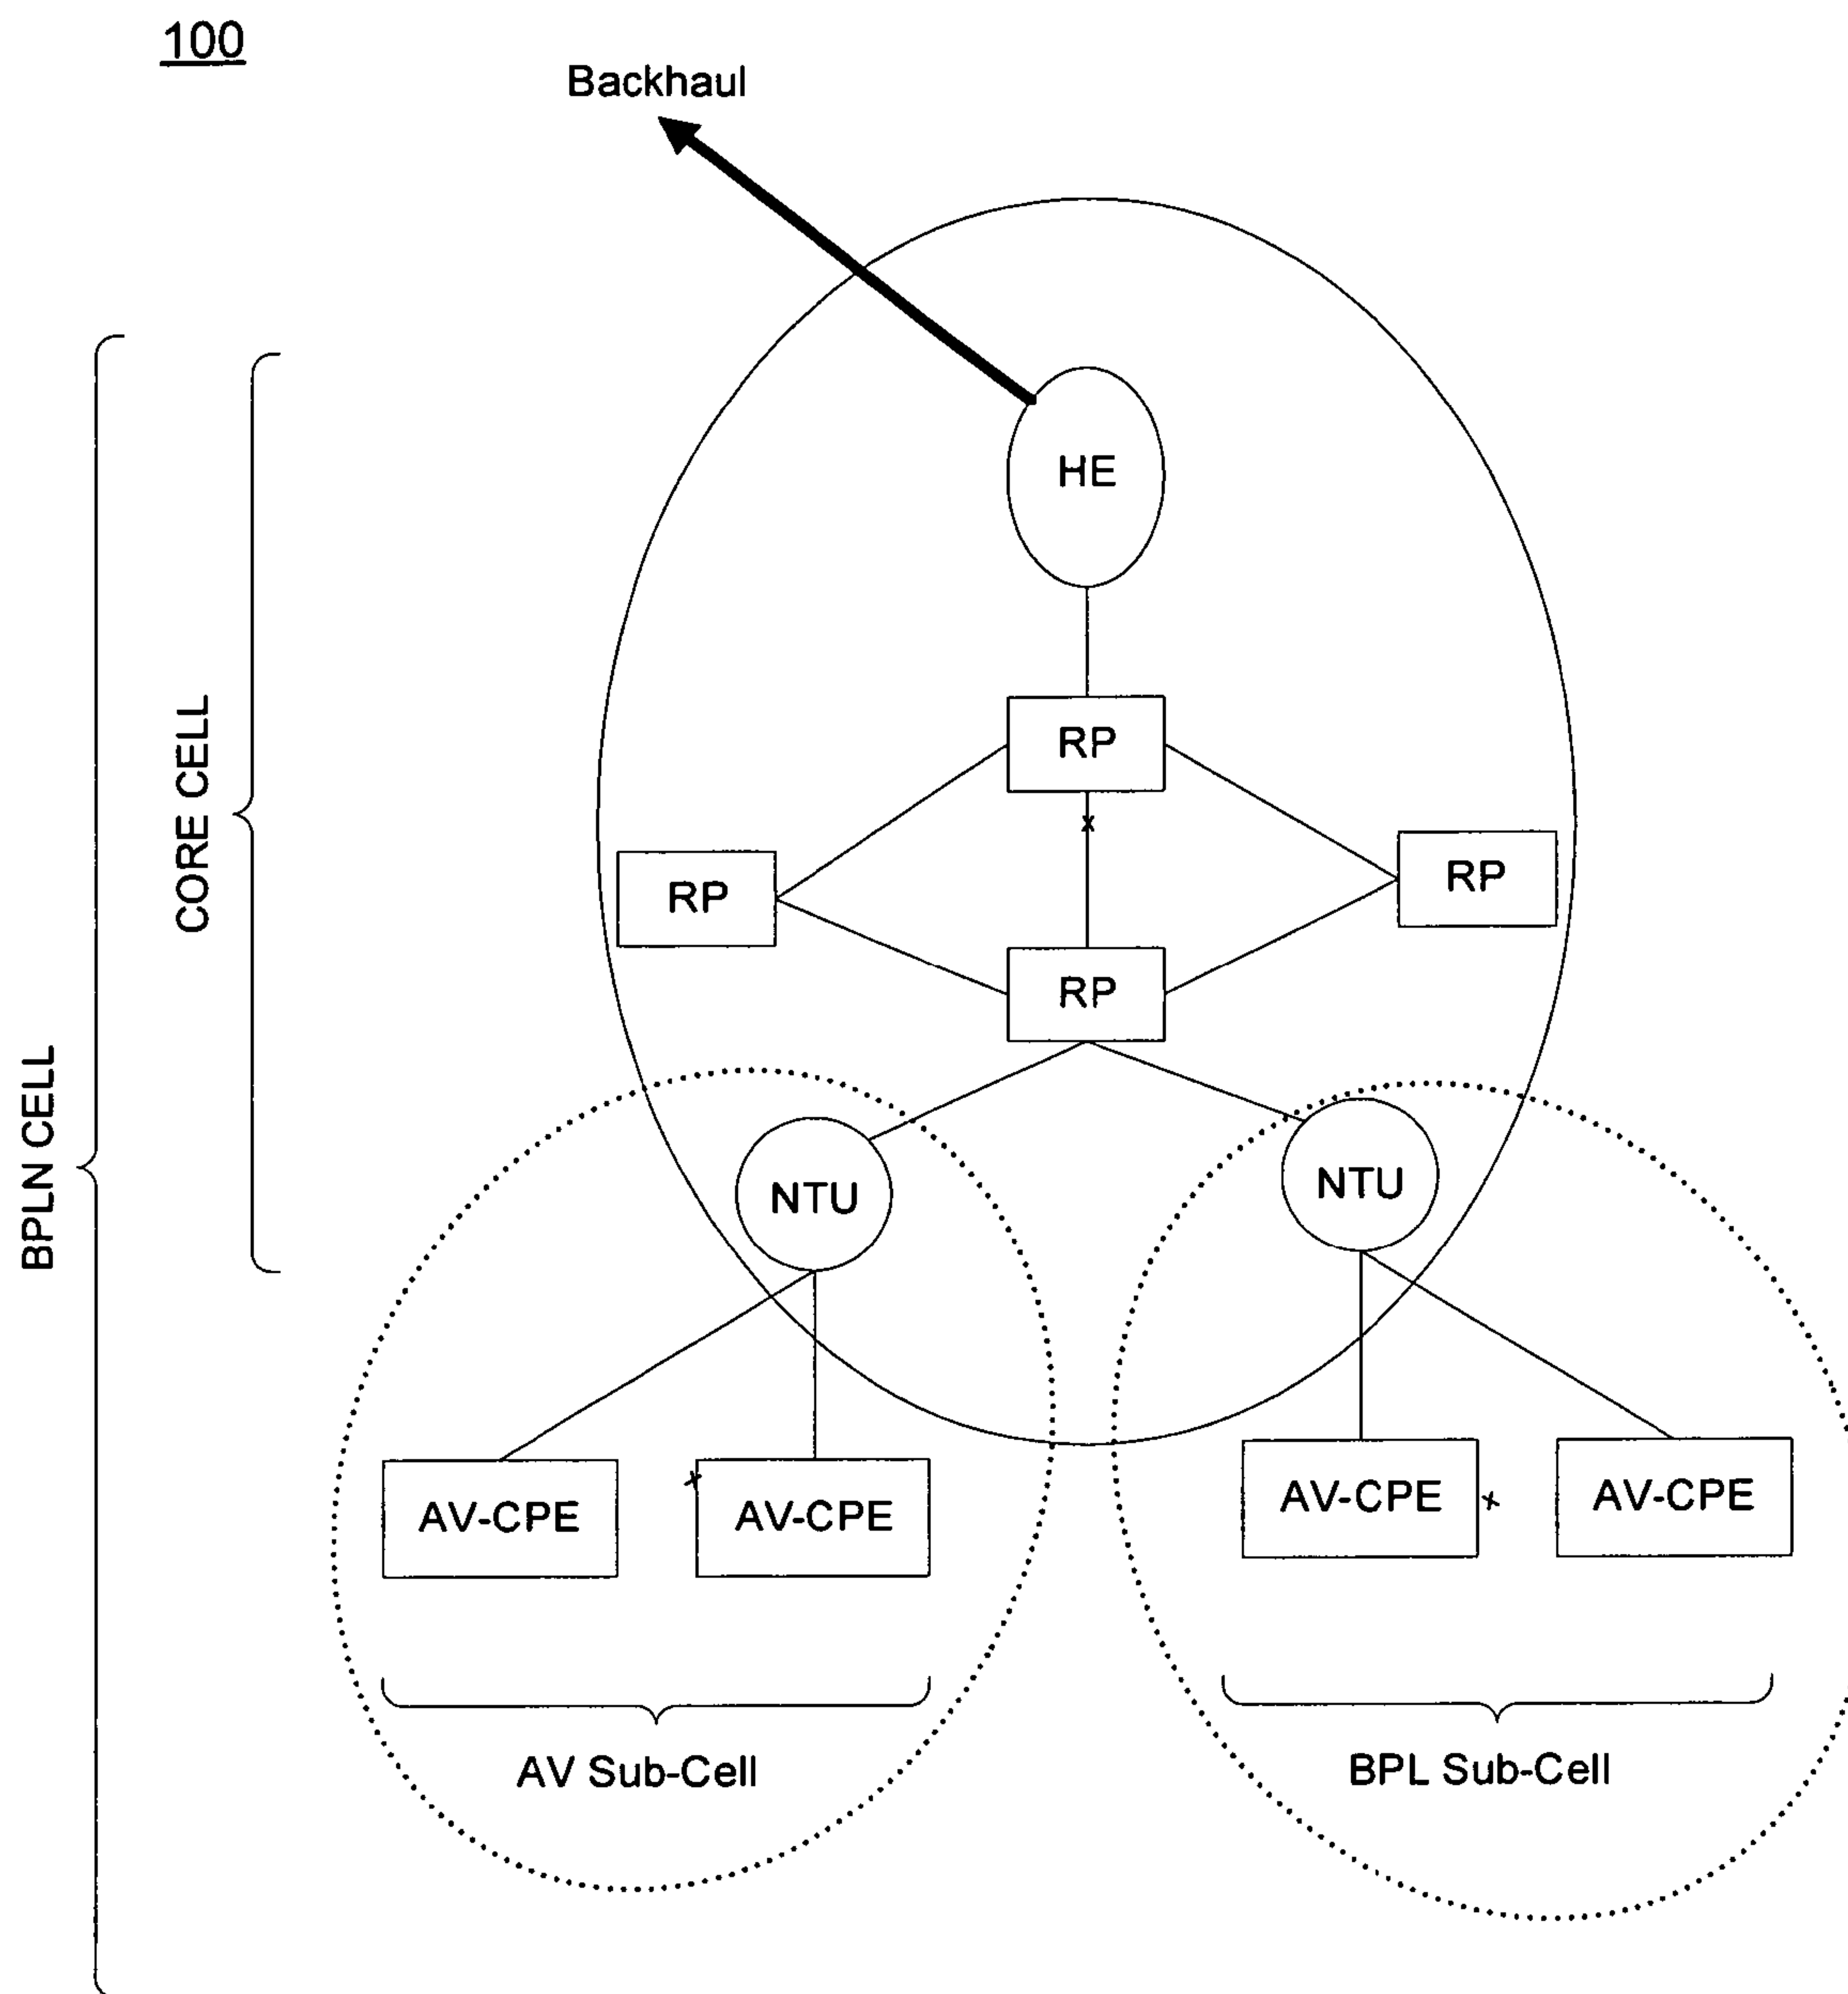 100
Backhaul
HE
RP
RP
RP
RP
NTU
NTU
AV-CPE
AV-CPE
AV-CPE
AV-CPE
AV Sub-Cell
BPL Sub-Cell
CORE CELL
BPLN CELL